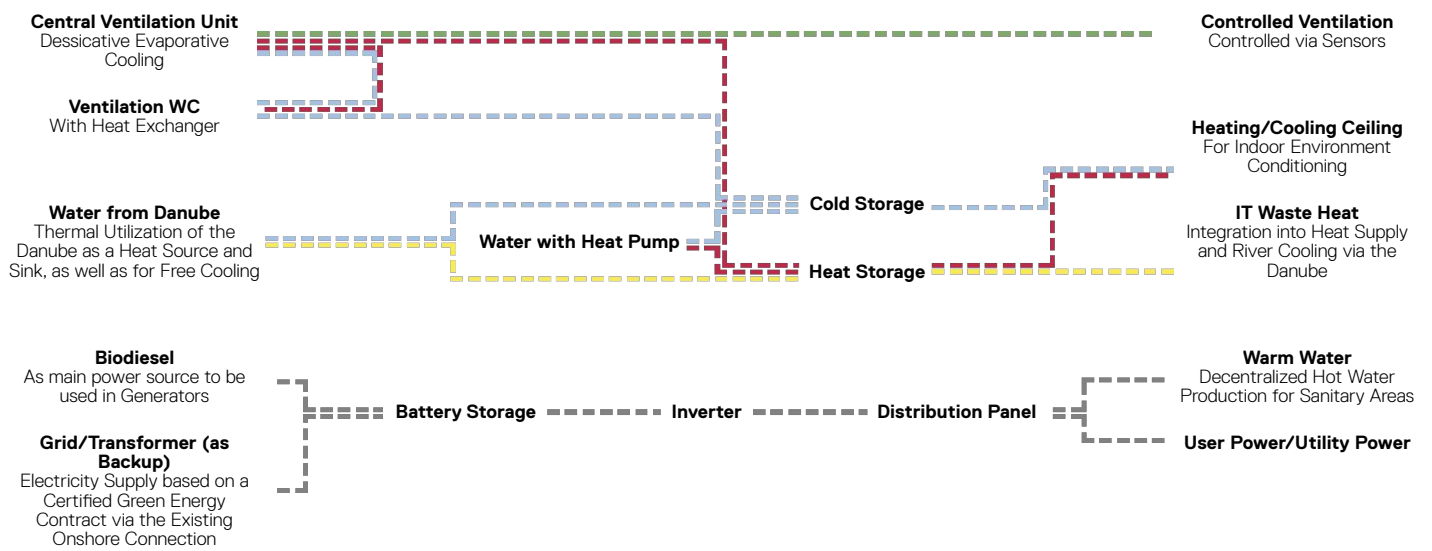 Central Ventilation Unit
Dessicative Evaporative
Cooling
Ventilation WC
With Heat Exchanger
Water from Danube
Thermal Utilization of the
Danube as a Heat Source and
Sink, as well as for Free Cooling
Water with Heat Pump
Cold Storage
Heat Storage
Controlled Ventilation
Controlled via Sensors
Heating/Cooling Ceiling
For Indoor Environment
Conditioning
IT Waste Heat
Integration into Heat Supply
and River Cooling via the
Danube
Biodiesel
As main power source to be
used in Generators
Grid/Transformer (as
Backup)
Electricity Supply based on a
Certified Green Energy
Contract via the Existing
Onshore Connection
Battery Storage
Inverter
Distribution Panel
Warm Water
Decentralized Hot Water
Production for Sanitary Areas
User Power/Utility Power